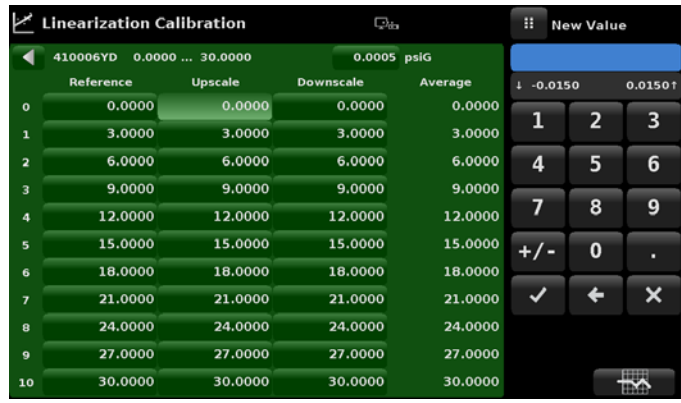 Linearization Calibration
New Value
410006YD 0.0000 ... 30.0000 0.0005 psiG
↓ -0.0150 0.0150↑
Reference Upscale Downscale Average
0 0.0000 0.0000 0.0000 0.0000
1 3.0000 3.0000 3.0000 3.0000
2 6.0000 6.0000 6.0000 6.0000
3 9.0000 9.0000 9.0000 9.0000
4 12.0000 12.0000 12.0000 12.0000
5 15.0000 15.0000 15.0000 15.0000
6 18.0000 18.0000 18.0000 18.0000
7 21.0000 21.0000 21.0000 21.0000
8 24.0000 24.0000 24.0000 24.0000
9 27.0000 27.0000 27.0000 27.0000
10 30.0000 30.0000 30.0000 30.0000
1 2 3
4 5 6
7 8 9
+/- 0 .